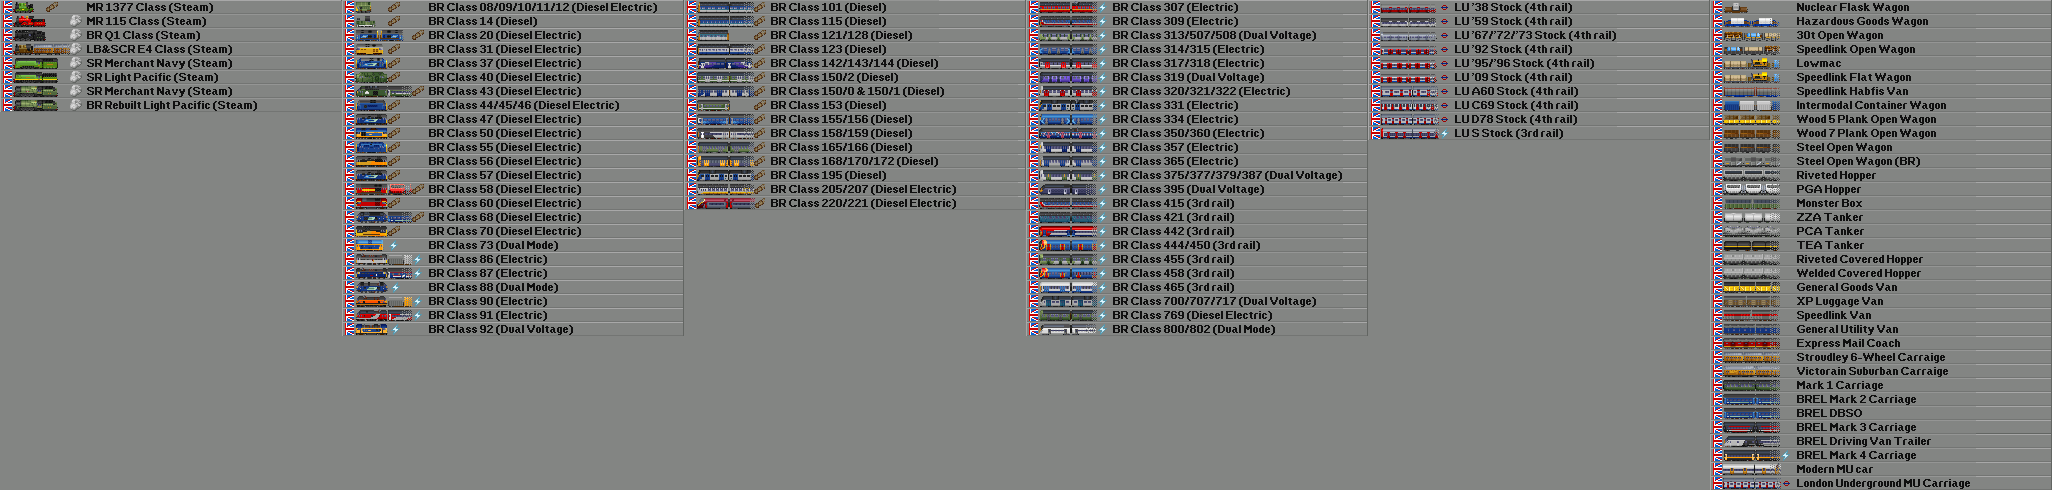 MR 1377 Class (Steam)
MR 115 Class (Steam)
BR Q1 Class (Steam)
LB&SCR E4 Class (Steam)
SR Merchant Navy (Steam)
SR Light Pacific (Steam)
SR Merchant Navy (Steam)
BR Rebuilt Light Pacific (Steam)
BR Class 08/09/10/11/12 (Diesel Electric)
BR Class 14 (Diesel)
BR Class 20 (Diesel Electric)
BR Class 31 (Diesel Electric)
BR Class 37 (Diesel Electric)
BR Class 40 (Diesel Electric)
BR Class 43 (Diesel Electric)
BR Class 44/45/46 (Diesel Electric)
BR Class 47 (Diesel Electric)
BR Class 50 (Diesel Electric)
BR Class 55 (Diesel Electric)
BR Class 56 (Diesel Electric)
BR Class 57 (Diesel Electric)
BR Class 58 (Diesel Electric)
BR Class 60 (Diesel Electric)
BR Class 68 (Diesel Electric)
BR Class 70 (Diesel Electric)
BR Class 73 (Dual Mode)
BR Class 86 (Electric)
BR Class 87 (Electric)
BR Class 88 (Dual Mode)
BR Class 90 (Electric)
BR Class 91 (Electric)
BR Class 92 (Dual Voltage)
BR Class 101 (Diesel)
BR Class 115 (Diesel)
BR Class 121/128 (Diesel)
BR Class 123 (Diesel)
BR Class 142/143/144 (Diesel)
BR Class 150/2 (Diesel)
BR Class 150/0 & 150/1 (Diesel)
BR Class 153 (Diesel)
BR Class 155/156 (Diesel)
BR Class 158/159 (Diesel)
BR Class 165/166 (Diesel)
BR Class 168/170/172 (Diesel)
BR Class 195 (Diesel)
BR Class 205/207 (Diesel Electric)
BR Class 220/221 (Diesel Electric)
BR Class 307 (Electric)
BR Class 309 (Electric)
BR Class 313/507/508 (Dual Voltage)
BR Class 314/315 (Electric)
BR Class 317/318 (Electric)
BR Class 319 (Dual Voltage)
BR Class 320/321/322 (Electric)
BR Class 331 (Electric)
BR Class 334 (Electric)
BR Class 350/360 (Electric)
BR Class 357 (Electric)
BR Class 365 (Electric)
BR Class 375/377/379/387 (Dual Voltage)
BR Class 395 (Dual Voltage)
BR Class 415 (3rd rail)
BR Class 421 (3rd rail)
BR Class 442 (3rd rail)
BR Class 444/450 (3rd rail)
BR Class 455 (3rd rail)
BR Class 458 (3rd rail)
BR Class 465 (3rd rail)
BR Class 700/707/717 (Dual Voltage)
BR Class 769 (Diesel Electric)
BR Class 800/802 (Dual Mode)
LU '38 Stock (4th rail)
LU '59 Stock (4th rail)
LU '67/'72/'73 Stock (4th rail)
LU '92 Stock (4th rail)
LU '95/'96 Stock (4th rail)
LU '09 Stock (4th rail)
LU A60 Stock (4th rail)
LU C69 Stock (4th rail)
LU D78 Stock (4th rail)
LU S Stock (3rd rail)
Nuclear Flask Wagon
Hazardous Goods Wagon
30t Open Wagon
Speedlink Open Wagon
Lowmac
Speedlink Flat Wagon
Speedlink Habfis Van
Intermodal Container Wagon
Wood 5 Plank Open Wagon
Wood 7 Plank Open Wagon
Steel Open Wagon
Steel Open Wagon (BR)
Riveted Hopper
PGA Hopper
Monster Box
ZZA Tanker
PCA Tanker
TEA Tanker
Riveted Covered Hopper
Welded Covered Hopper
General Goods Van
XP Luggage Van
Speedlink Van
General Utility Van
Express Mail Coach
Stroudley 6-Wheel Carraige
Victorain Suburban Carraige
Mark 1 Carriage
BREL Mark 2 Carriage
BREL DBSO
BREL Mark 3 Carriage
BREL Driving Van Trailer
BREL Mark 4 Carriage
Modern MU car
London Underground MU Carriage